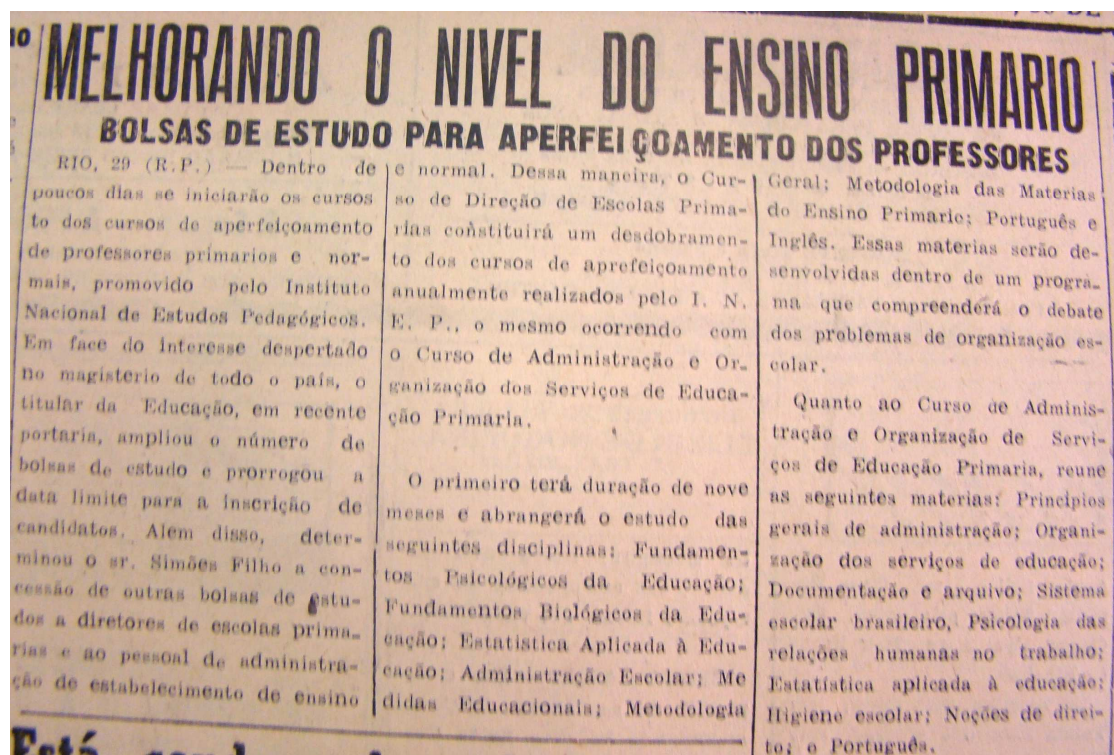 MELHORANDO O NIVEL DO ENSINO PRIMARIO
BOLSAS DE ESTUDO PARA APERFEIÇOAMENTO DOS PROFESSORES
RIO, 29 (R.P.) — Dentro de
poucos dias se iniciarão os cursos
to dos cursos de aperfeiçoamento
de professores primarios e nor-
mais, promovido pelo Instituto
Nacional de Estudos Pedagógicos.
Em face do interesse despertado
no magisterio de todo o país, o
titular da Educação, em recente
portaria, ampliou o número de
bolsas de estudo e prorrogou a
data limite para a inscrição de
candidatos. Alem disso, deter-
minou o sr. Simões Filho a con-
cessão de outras bolsas de estu-
dos a diretores de escolas prima-
rias e ao pessoal de administra-
ção de estabelecimento de ensino
e normal. Dessa maneira, o Cur-
so de Direção de Escolas Prima-
rias constituirá um desdobramen-
to dos cursos de aprefeiçoamento
anualmente realizados pelo I. N.
E. P., o mesmo ocorrendo com
o Curso de Administração e Or-
ganização dos Serviços de Educa-
ção Primaria.
O primeiro terá duração de nove
meses e abrangerá o estudo das
seguintes disciplinas: Fundamen-
tos Psicológicos da Educação;
Fundamentos Biológicos da Edu-
cação; Estatistica Aplicada à Edu-
cação; Administração Escolar; Me
didas Educacionais; Metodologia
Geral; Metodologia das Materias
do Ensino Primario; Português e
Inglês. Essas materias serão de-
senvolvidas dentro de um progra-
ma que compreenderá o debate
dos problemas de organização es-
colar.
Quanto ao Curso de Adminis-
tração e Organização de Servi-
ços de Educação Primaria, reune
as seguintes materias: Princípios
gerais de administração; Organi-
zação dos serviços de educação;
Documentação e arquivo; Sistema
escolar brasileiro, Psicologia das
relações humanas no trabalho;
Estatística aplicada à educação;
Higiene escolar; Noções de direi-
to; e Português.
Está